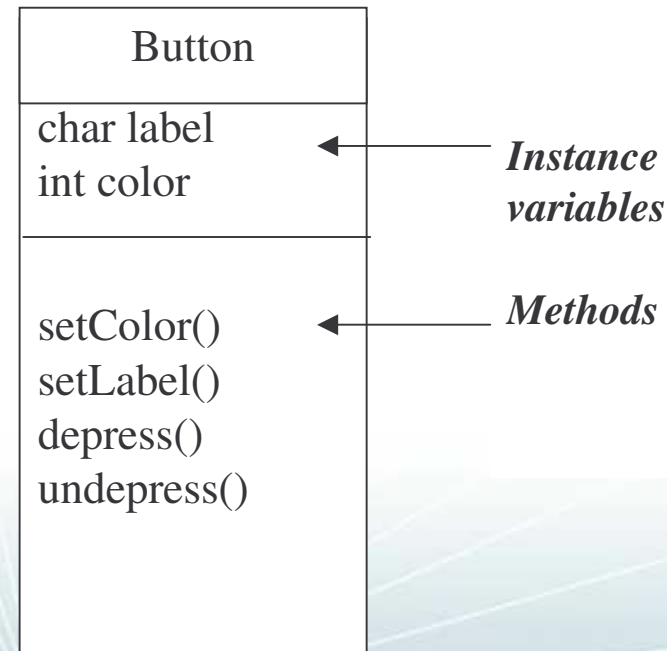 Button
char label
int color
Instance
variables
setColor()
setLabel()
depress()
undepress()
Methods